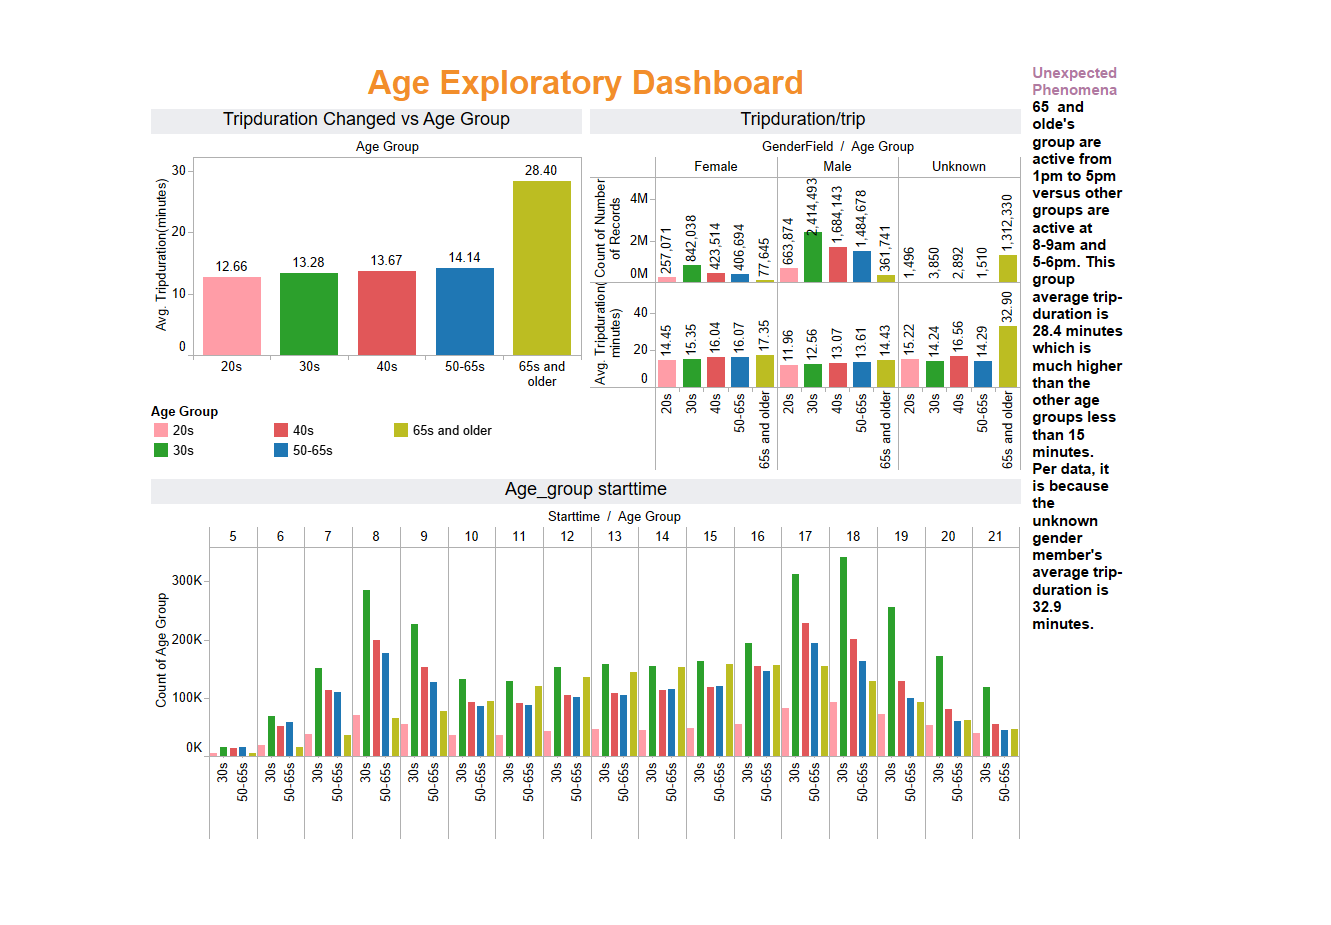 Age Exploratory Dashboard
Tripduration Changed vs Age Group
Age Group
Avg. Tripduration(minutes)
30
20
10
0
12.66
13.28
13.67
14.14
28.40
20s
30s
40s
50-65s
65s and
older
Age Group
20s
40s
65s and older
30s
50-65s
Tripduration/trip
GenderField / Age Group
Female
Male
Unknown
Count of Number
of Records
4M
2M
0M
257,071
842,038
423,514
406,694
77,645
663,874
2,414,493
1,684,143
1,484,678
361,741
1,496
3,850
2,892
1,510
1,312,330
Avg. Tripduration(
minutes)
40
20
0
14.45
15.35
16.04
16.07
17.35
11.96
12.56
13.07
13.61
14.43
15.22
14.24
16.56
14.29
32.90
20s
30s
40s
50-65s
65s and older
20s
30s
40s
50-65s
65s and older
20s
30s
40s
50-65s
65s and older
Age_group starttime
Starttime / Age Group
5 6 7 8 9 10 11 12 13 14 15 16 17 18 19 20 21
Count of Age Group
300K
200K
100K
0K
30s
50-65s
30s
50-65s
30s
50-65s
30s
50-65s
30s
50-65s
30s
50-65s
30s
50-65s
30s
50-65s
30s
50-65s
30s
50-65s
30s
50-65s
30s
50-65s
30s
50-65s
30s
50-65s
30s
50-65s
30s
50-65s
30s
50-65s
Unexpected
Phenomena
65 and
olde's
group are
active from
1pm to 5pm
versus other
groups are
active at
8-9am and
5-6pm. This
group
average trip-
duration is
28.4 minutes
which is
much higher
than the
other age
groups less
than 15
minutes.
Per data, it
is because
the
unknown
gender
member's
average trip-
duration is
32.9
minutes.